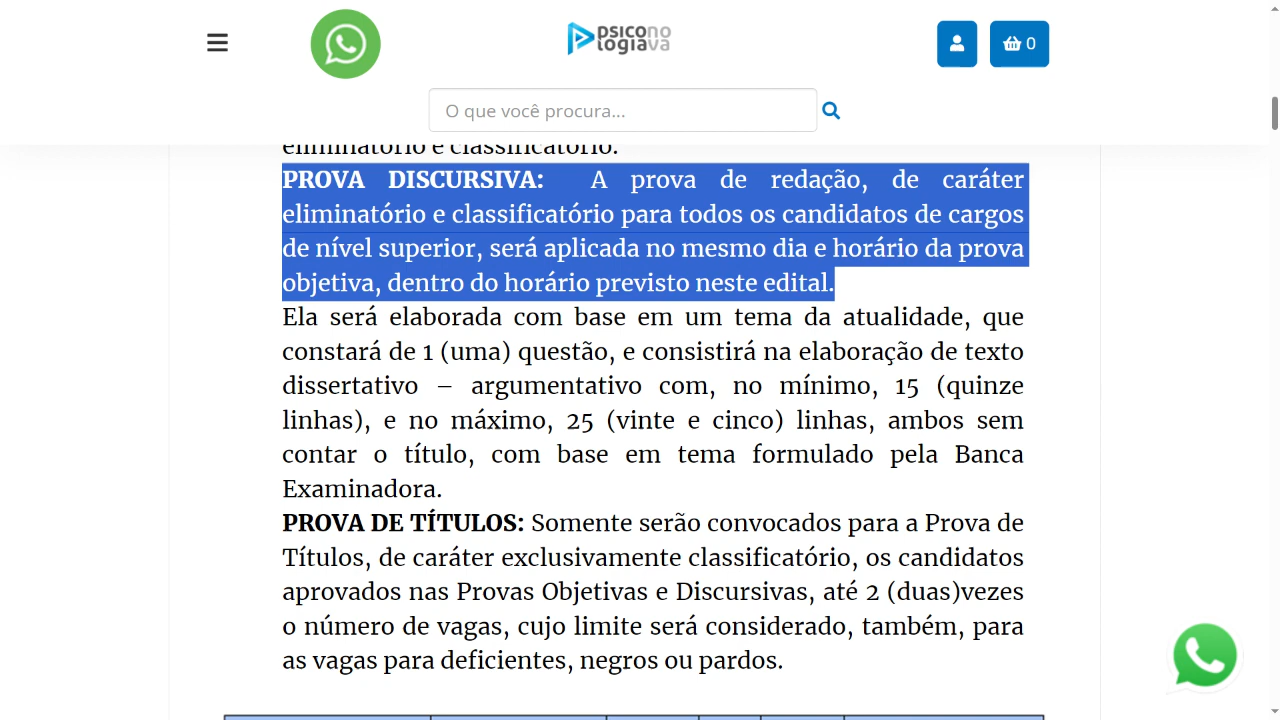 psicono
logiava
0
O que você procura...
eliminatório e classificatório.
PROVA DISCURSIVA: A prova de redação, de caráter
eliminatório e classificatório para todos os candidatos de cargos
de nível superior, será aplicada no mesmo dia e horário da prova
objetiva, dentro do horário previsto neste edital.
Ela será elaborada com base em um tema da atualidade, que
constará de 1 (uma) questão, e consistirá na elaboração de texto
dissertativo – argumentativo com, no mínimo, 15 (quinze
linhas), e no máximo, 25 (vinte e cinco) linhas, ambos sem
contar o título, com base em tema formulado pela Banca
Examinadora.
PROVA DE TÍTULOS: Somente serão convocados para a Prova de
Títulos, de caráter exclusivamente classificatório, os candidatos
aprovados nas Provas Objetivas e Discursivas, até 2 (duas)vezes
o número de vagas, cujo limite será considerado, também, para
as vagas para deficientes, negros ou pardos.